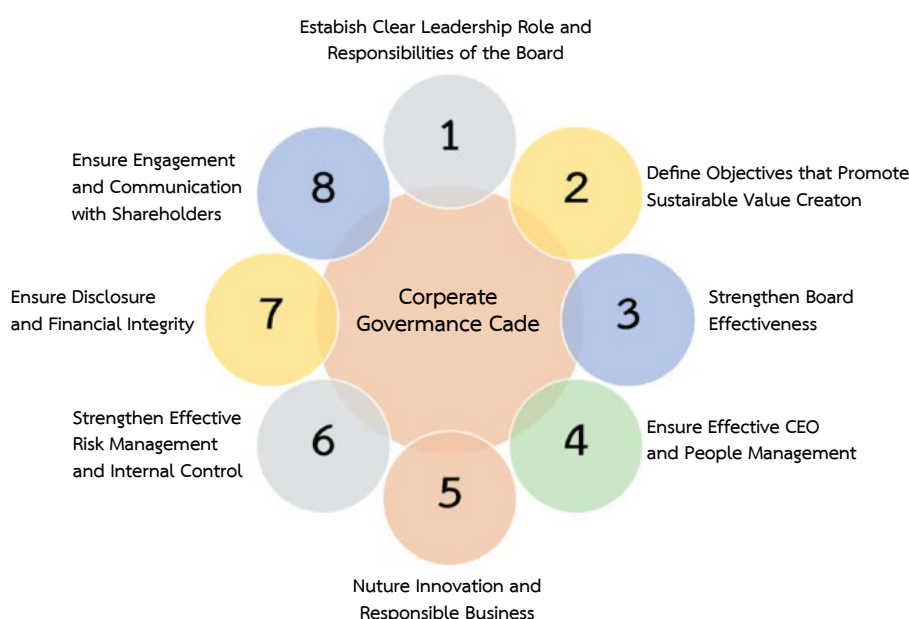 Estabish Clear Leadership Role and
Responsibilities of the Board
1
2
Define Objectives that Promote
Sustainable Value Creaton
3
Strengthen Board
Effectiveness
4
Ensure Effective CEO
and People Management
5
Nuture Innovation and
Responsible Business
6
Strengthen Effective
Risk Management
and Internal Control
7
Ensure Disclosure
and Financial Integrity
8
Ensure Engagement
and Communication
with Shareholders
Corperate
Govermance Cade